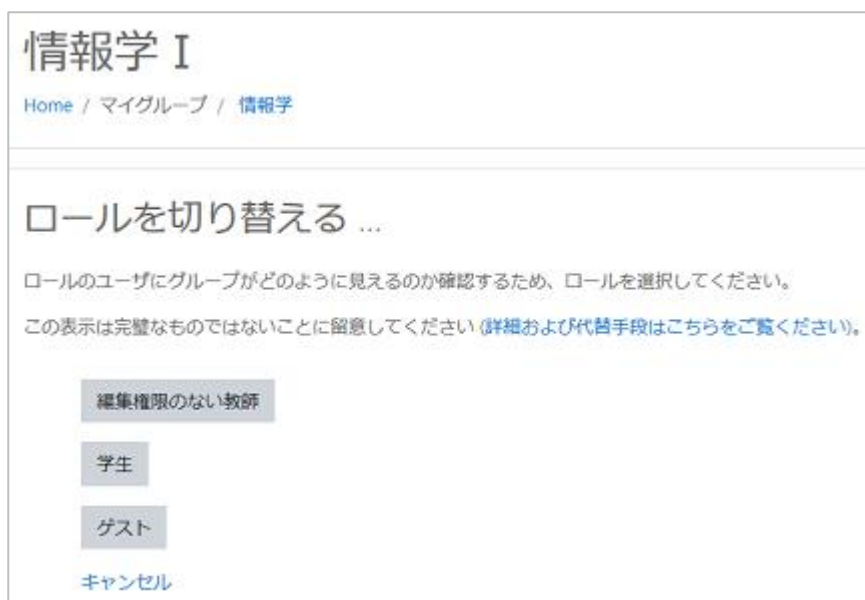 情報学 I
Home / マイグループ / 情報学
ロールを切り替える ...
ロールのユーザにグループがどのように見えるのか確認するため、ロールを選択してください。
この表示は完璧なものではないことに留意してください (詳細および代替手段はこちらをご覧ください)。
編集権限のない教師
学生
ゲスト
キャンセル